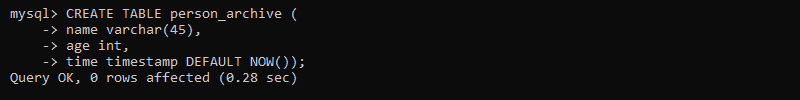 mysql> CREATE TABLE person_archive (
    -> name varchar(45),
    -> age int,
    -> time timestamp DEFAULT NOW());
Query OK, 0 rows affected (0.28 sec)